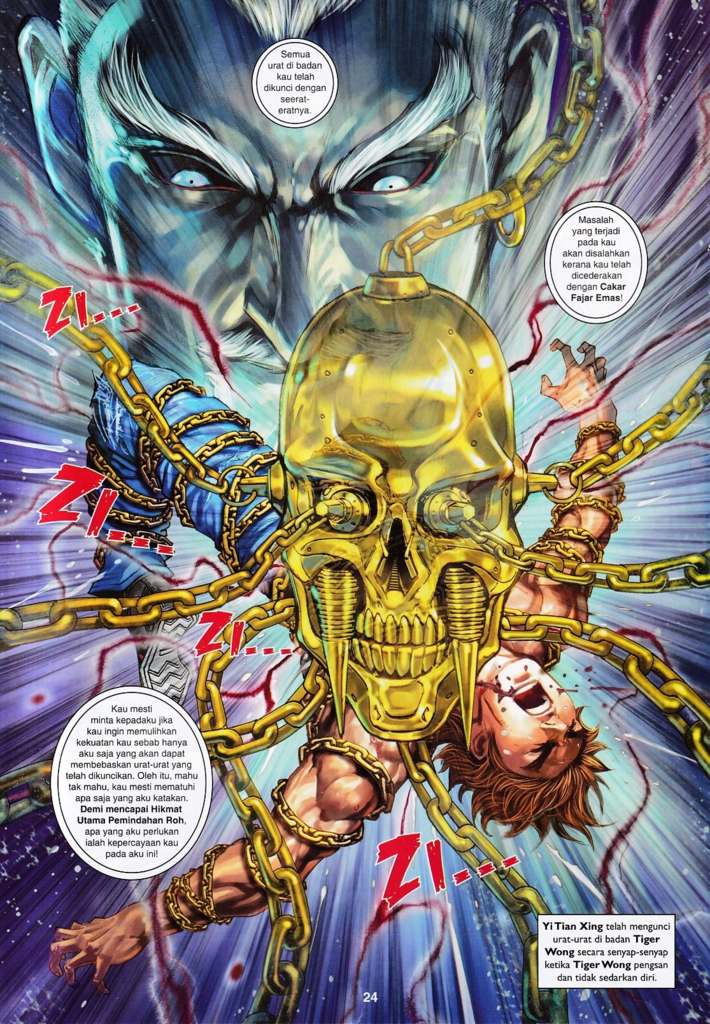 Semua
urat di badan
kau telah
dikunci dengan
seerat-
eratnya.
Masalah
yang terjadi
pada kau
akan disalahkan
kerana kau telah
dicederakan
dengan Cakar
Fajar Emas!
ZI...
ZI...
ZI...
Kau mesti
minta kepadaku jika
kau ingin memulihkan
kekuatan kau sebab hanya
aku saja yang akan dapat
membebaskan urat-urat yang
telah dikuncikan. Oleh itu, mahu
tak mahu, kau mesti mematuhi
apa saja yang aku katakan.
Demi mencapai Hikmat
Utama Pemindahan Roh,
apa yang aku perlukan
ialah kepercayaan kau
pada aku ini!
ZI...
Yi Tian Xing telah mengunci
urat-urat di badan Tiger
Wong secara senyap-senyap
ketika Tiger Wong pengsan
dan tidak sedarkan diri.
24